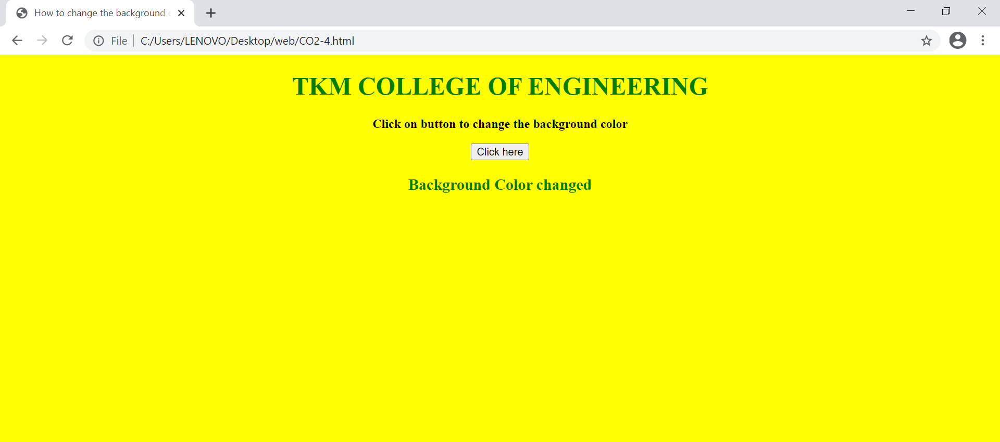 How to change the background
File C:/Users/LENOVO/Desktop/web/CO2-4.html
TKM COLLEGE OF ENGINEERING
Click on button to change the background color
Click here
Background Color changed